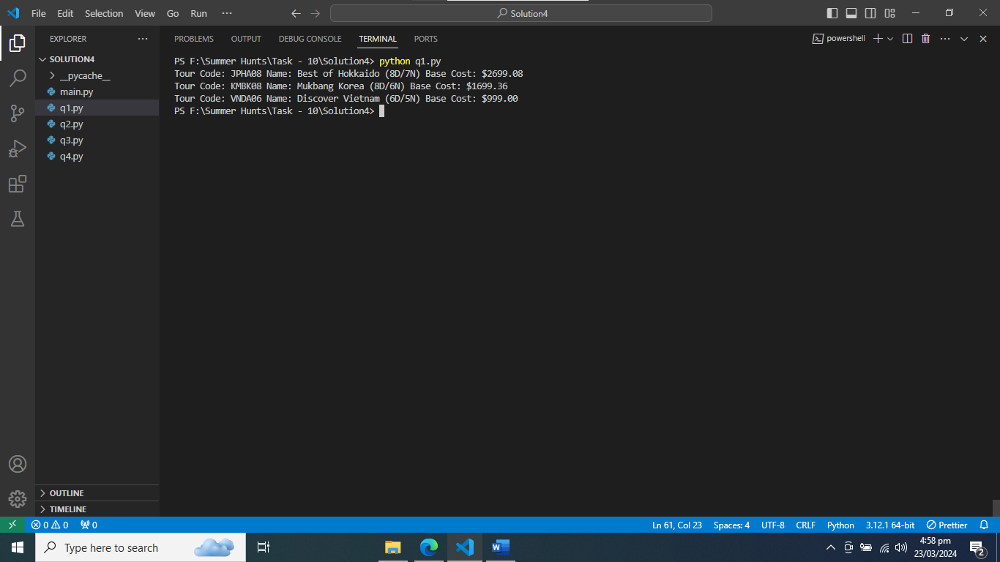 File Edit Selection View Go Run ··· Solution4
EXPLORER ···
SOLUTION4
__pycache__
main.py
q1.py
q2.py
q3.py
q4.py
OUTLINE
TIMELINE
PROBLEMS OUTPUT DEBUG CONSOLE TERMINAL PORTS powershell
PS F:\Summer Hunts\Task - 10\Solution4> python q1.py
Tour Code: JPHA08 Name: Best of Hokkaido (8D/7N) Base Cost: $2699.08
Tour Code: KMBK08 Name: Mukbang Korea (8D/6N) Base Cost: $1699.36
Tour Code: VNDA06 Name: Discover Vietnam (6D/5N) Base Cost: $999.00
PS F:\Summer Hunts\Task - 10\Solution4>
0 0 0 Ln 61, Col 23 Spaces: 4 UTF-8 CRLF Python 3.12.1 64-bit Prettier
Type here to search
4:58 pm
23/03/2024
2